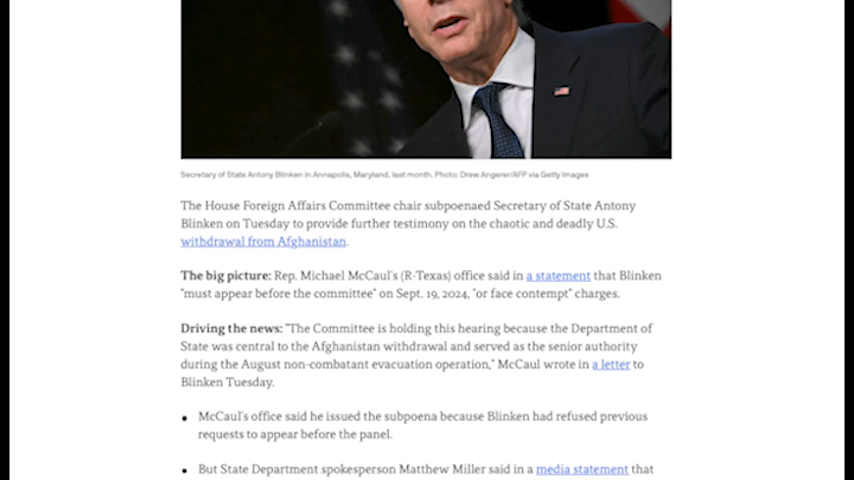 Secretary of State Antony Blinken in Annapolis, Maryland, last month. Photo: Drew Angerer/AFP via Getty Images
The House Foreign Affairs Committee chair subpoenaed Secretary of State Antony
Blinken on Tuesday to provide further testimony on the chaotic and deadly U.S.
withdrawal from Afghanistan.
The big picture: Rep. Michael McCaul's (R-Texas) office said in a statement that Blinken
"must appear before the committee" on Sept. 19, 2024, "or face contempt" charges.
Driving the news: "The Committee is holding this hearing because the Department of
State was central to the Afghanistan withdrawal and served as the senior authority
during the August non-combatant evacuation operation," McCaul wrote in a letter to
Blinken Tuesday.
• McCaul's office said he issued the subpoena because Blinken had refused previous
requests to appear before the panel.
• But State Department spokesperson Matthew Miller said in a media statement that